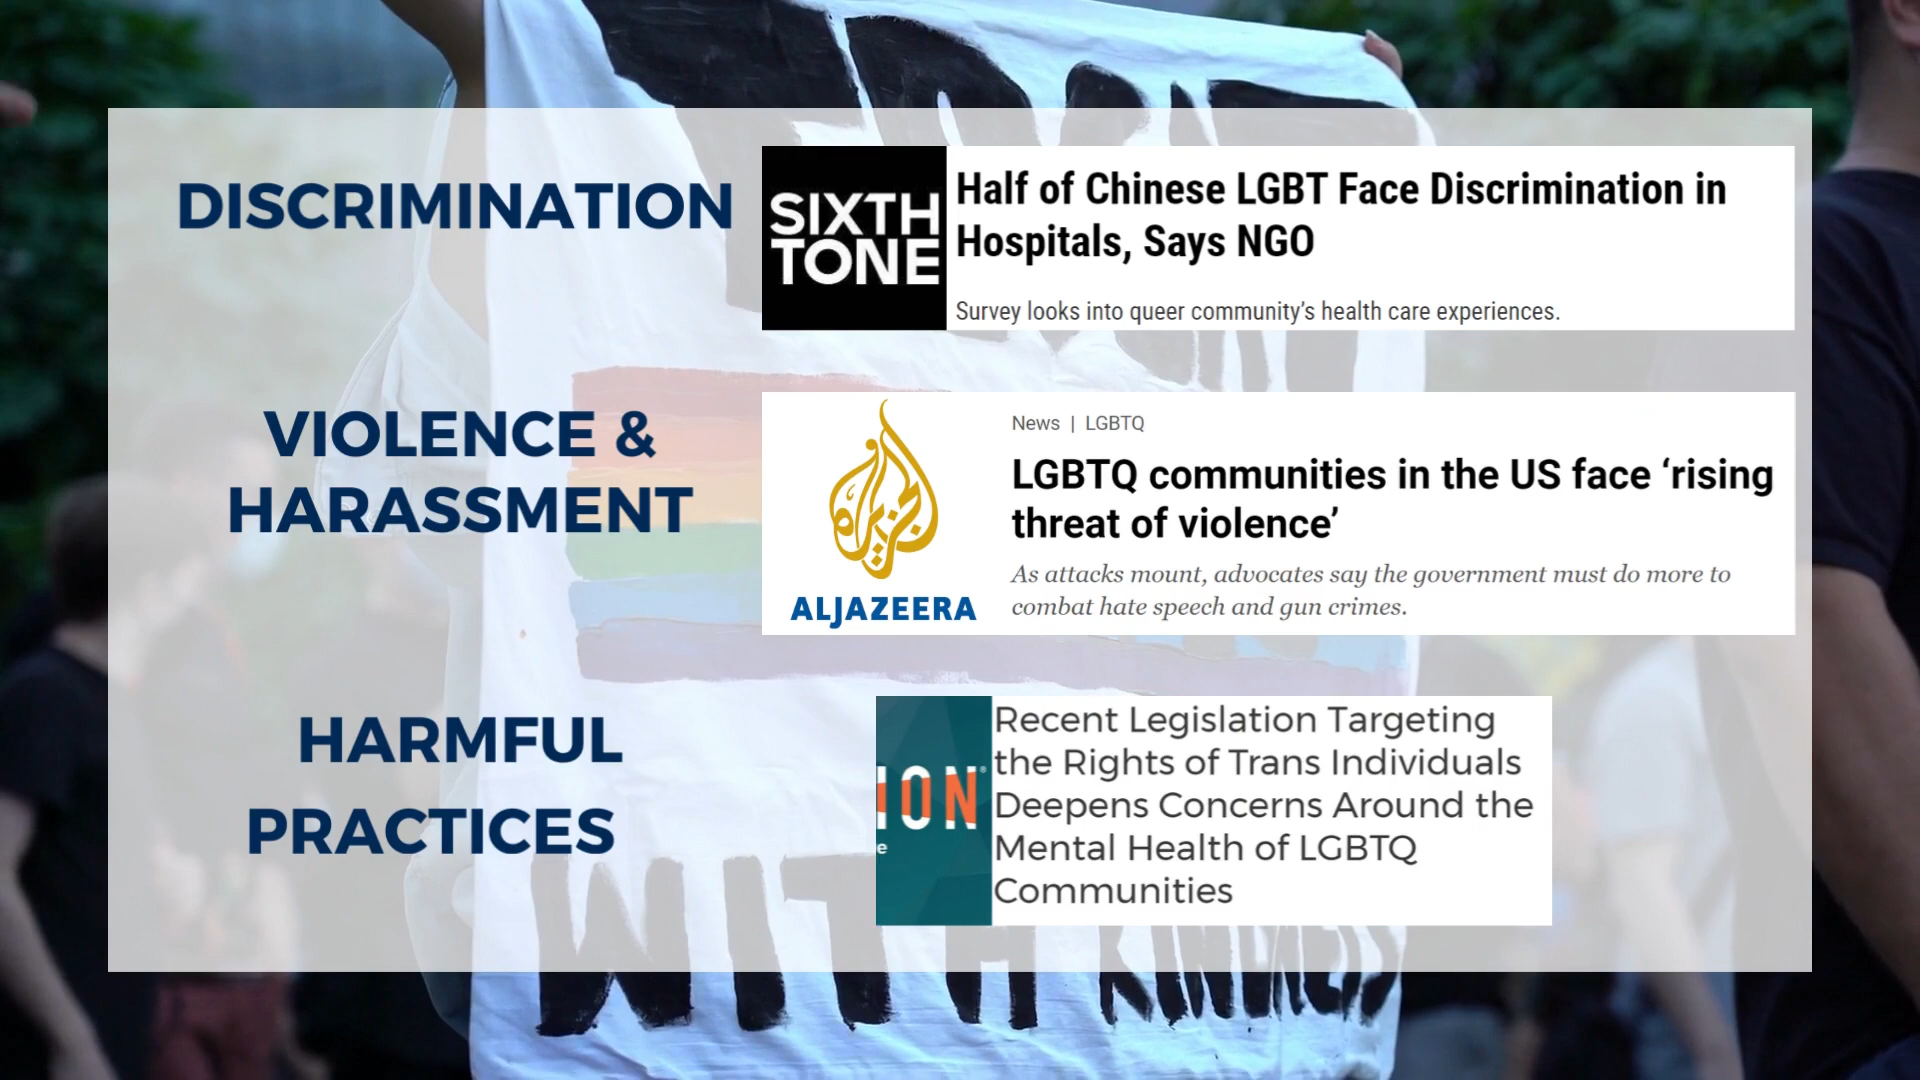 DISCRIMINATION
SIXTH
TONE
Half of Chinese LGBT Face Discrimination in
Hospitals, Says NGO
Survey looks into queer community's health care experiences.
VIOLENCE &
HARASSMENT
ALJAZEERA
News | LGBTQ
LGBTQ communities in the US face ‘rising
threat of violence’
As attacks mount, advocates say the government must do more to
combat hate speech and gun crimes.
HARMFUL
PRACTICES
ION®
e
Recent Legislation Targeting
the Rights of Trans Individuals
Deepens Concerns Around the
Mental Health of LGBTQ
Communities
WITH KINDNESS